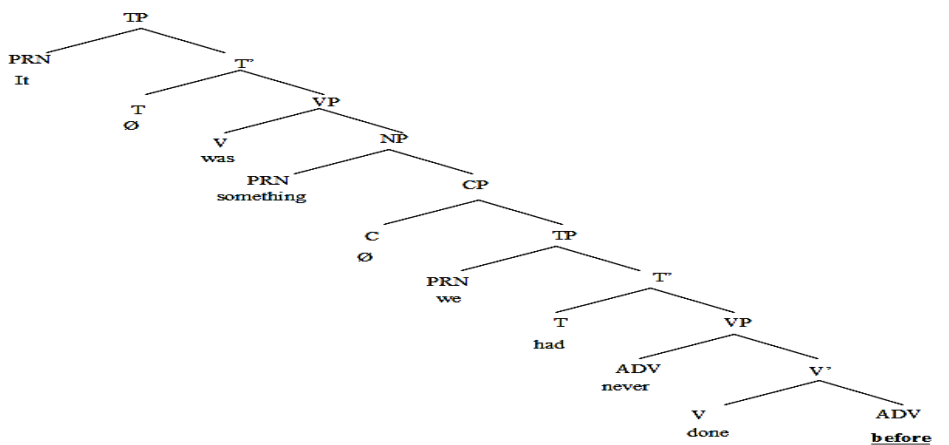 TP
PRN
It
T'
T
Ø
VP
V
was
NP
PRN
something
CP
C
Ø
TP
PRN
we
T'
T
had
VP
ADV
never
V'
V
done
ADV
before